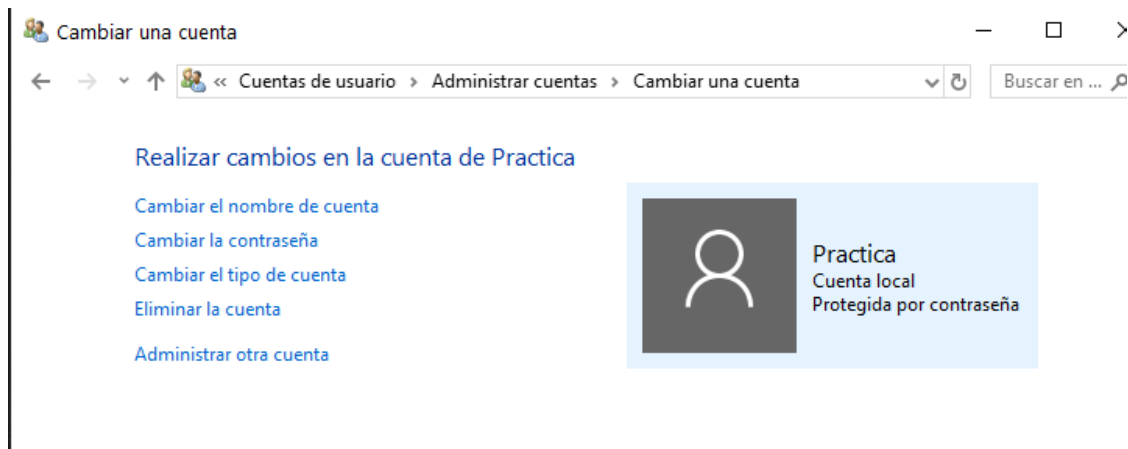 Cambiar una cuenta
« Cuentas de usuario > Administrar cuentas > Cambiar una cuenta
Buscar en ...
Realizar cambios en la cuenta de Practica
Cambiar el nombre de cuenta
Cambiar la contraseña
Cambiar el tipo de cuenta
Eliminar la cuenta
Administrar otra cuenta
Practica
Cuenta local
Protegida por contraseña